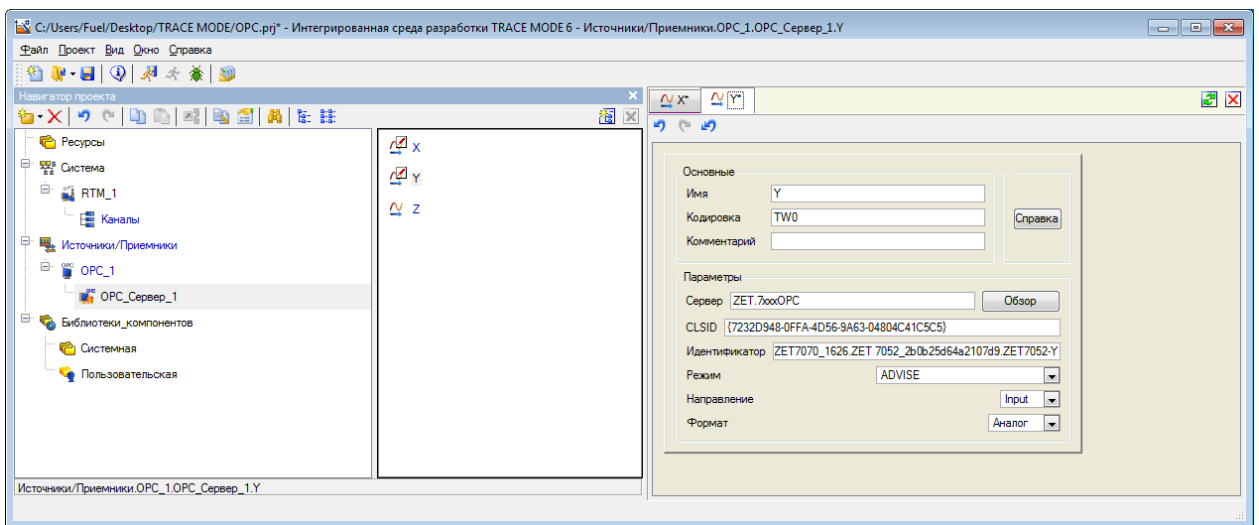 C:/Users/Fuel/Desktop/TRACE MODE/OPC.prj* - Интегрированная среда разработки TRACE MODE 6 - Источники/Приемники.OPC_1.OPC_Сервер_1.Y
Файл Проект Вид Окно Справка
Навигатор проекта
Ресурсы
Система
RTM_1
Каналы
Источники/Приемники
OPC_1
OPC_Сервер_1
Библиотеки_компонентов
Системная
Пользовательская
X
Y
Z
X* Y*
Основные
Имя Y
Кодировка TW0
Комментарий
Справка
Параметры
Сервер ZET.7xxxOPC Обзор
CLSID {7232D948-0FFA-4D56-9A63-04804C41C5C5}
Идентификатор ZET7070_1626.ZET 7052_2b0b25d64a2107d9.ZET7052-Y
Режим ADVISE
Направление Input
Формат Аналог
Источники/Приемники.OPC_1.OPC_Сервер_1.Y